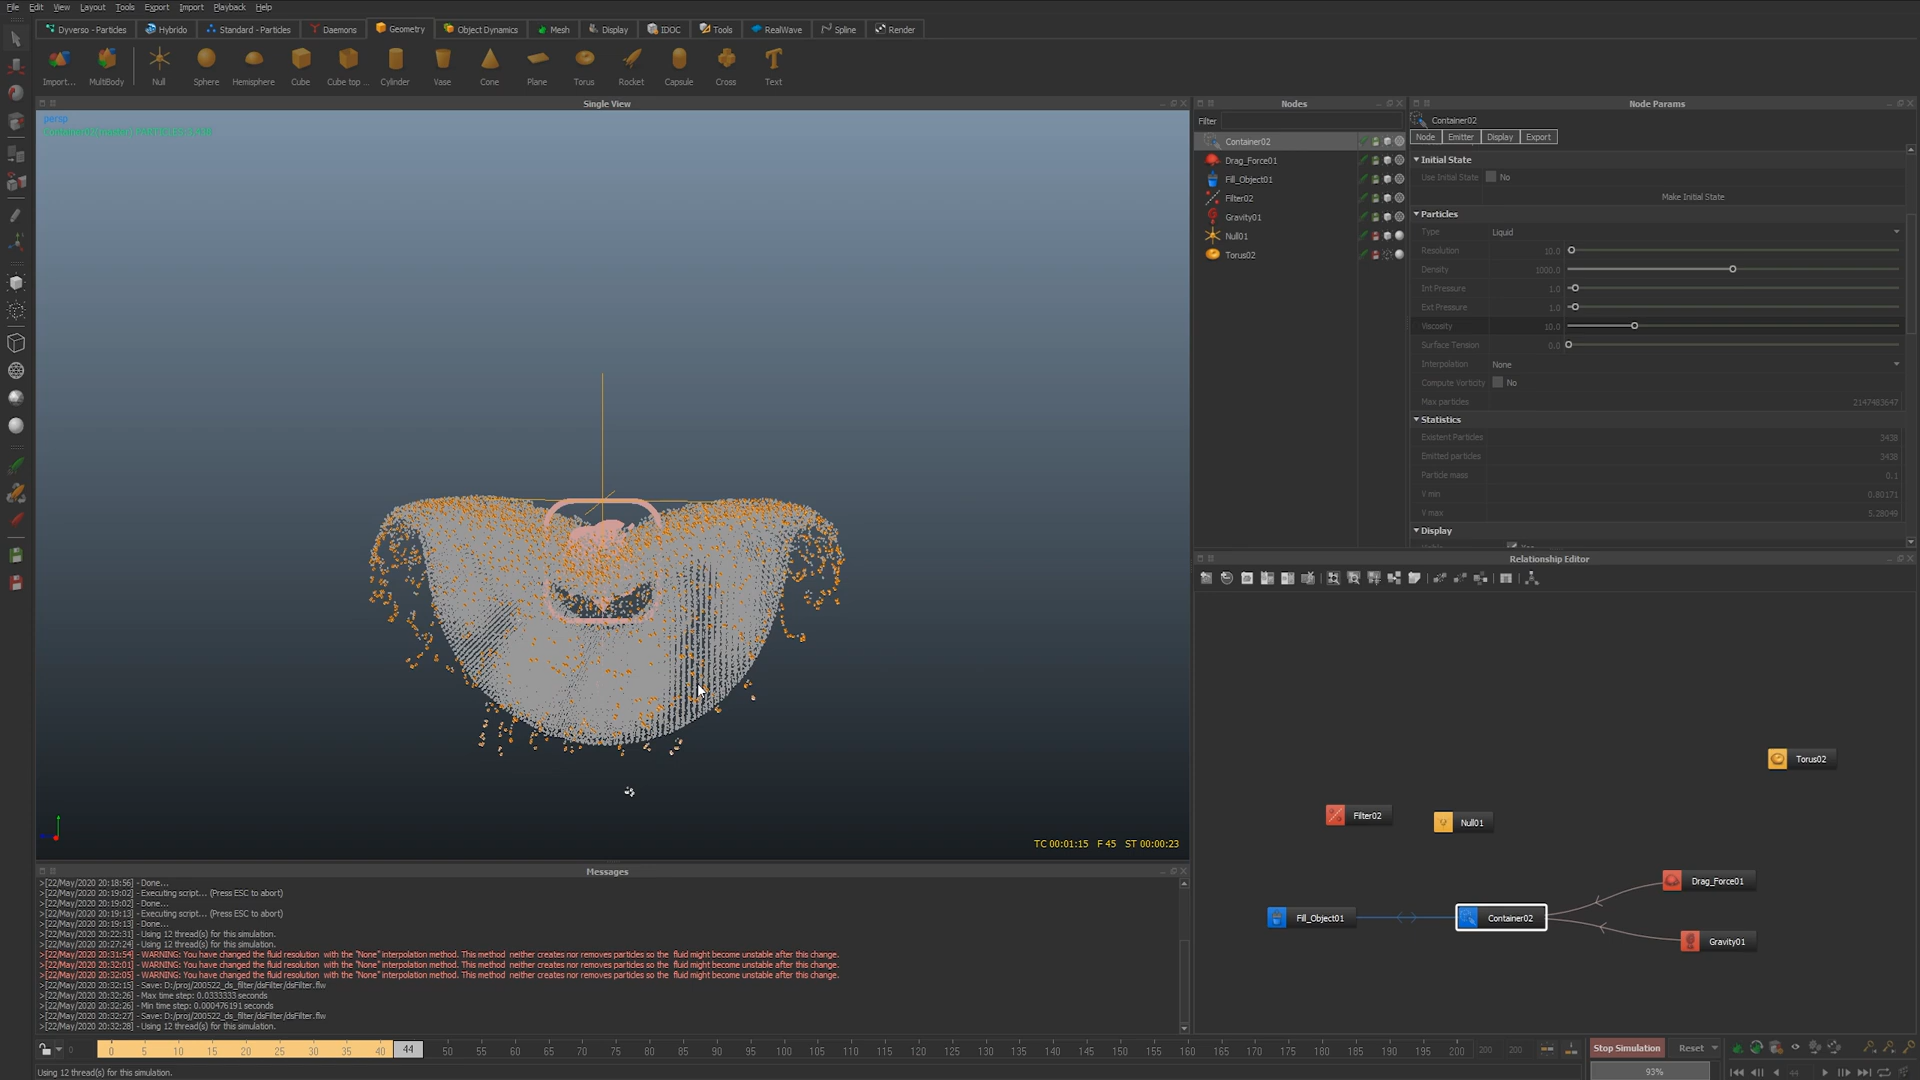 File Edit View Layout Tools Export Import Playback Help
Dyverso - Particles Hybrido Standard - Particles Daemons Geometry Object Dynamics Mesh Display IDOC Tools RealWave Spline Render
Import... MultiBody Null Sphere Hemisphere Cube Cube top ... Cylinder Vase Cone Plane Torus Rocket Capsule Cross Text
Single View
persp
TC 00:01:15 F 45 ST 00:00:23
Nodes
Filter
Container02
Drag_Force01
Fill_Object01
Filter02
Gravity01
Null01
Torus02
Node Params
Container02
Node Emitter Display Export
Initial State
Use Initial State No
Make Initial State
Particles
Type Liquid
Resolution 10.0
Density 1000.0
Int Pressure 1.0
Ext Pressure 1.0
Viscosity 10.0
Surface Tension 0.0
Interpolation None
Compute Vorticity No
Max particles 2147483647
Statistics
Existent Particles 3438
Emitted particles 3438
Particle mass 0.1
V min 0.80171
V max 5.28049
Display
Relationship Editor
Torus02
Filter02
Null01
Drag_Force01
Fill_Object01
Container02
Gravity01
Messages
>[22/May/2020 20:18:56] - Done...
>[22/May/2020 20:19:02] - Executing script... (Press ESC to abort)
>[22/May/2020 20:19:02] - Done...
>[22/May/2020 20:19:13] - Executing script... (Press ESC to abort)
>[22/May/2020 20:19:13] - Done...
>[22/May/2020 20:22:31] - Using 12 thread(s) for this simulation.
>[22/May/2020 20:27:24] - Using 12 thread(s) for this simulation.
>[22/May/2020 20:31:54] - WARNING: You have changed the fluid resolution with the "None" interpolation method. This method neither creates nor removes particles so the fluid might become unstable after this change.
>[22/May/2020 20:32:01] - WARNING: You have changed the fluid resolution with the "None" interpolation method. This method neither creates nor removes particles so the fluid might become unstable after this change.
>[22/May/2020 20:32:05] - WARNING: You have changed the fluid resolution with the "None" interpolation method. This method neither creates nor removes particles so the fluid might become unstable after this change.
>[22/May/2020 20:32:15] - Save: D:/proj/200522_ds_filter/dsFilter/dsFilter.flw
>[22/May/2020 20:32:26] - Max time step: 0.0333333 seconds
>[22/May/2020 20:32:26] - Min time step: 0.000476191 seconds
>[22/May/2020 20:32:27] - Save: D:/proj/200522_ds_filter/dsFilter/dsFilter.flw
>[22/May/2020 20:32:28] - Using 12 thread(s) for this simulation.
0 0 5 10 15 20 25 30 35 40 44 50 55 60 65 70 75 80 85 90 95 100 105 110 115 120 125 130 135 140 145 150 155 160 165 170 175 180 185 190 195 200 200 200
Stop Simulation Reset
Using 12 thread(s) for this simulation.
93% 44